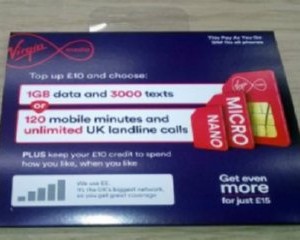 This Pay As You Go
SIM fits all phones
Virgin media
Top up £10 and choose:
1GB data and 3000 texts
or
120 mobile minutes and
unlimited UK landline calls
MICRO
NANO
PLUS keep your £10 credit to spend
how you like, when you like
We use EE.
It's the UK's biggest network,
so you get great coverage.
Get even
more
for just £15